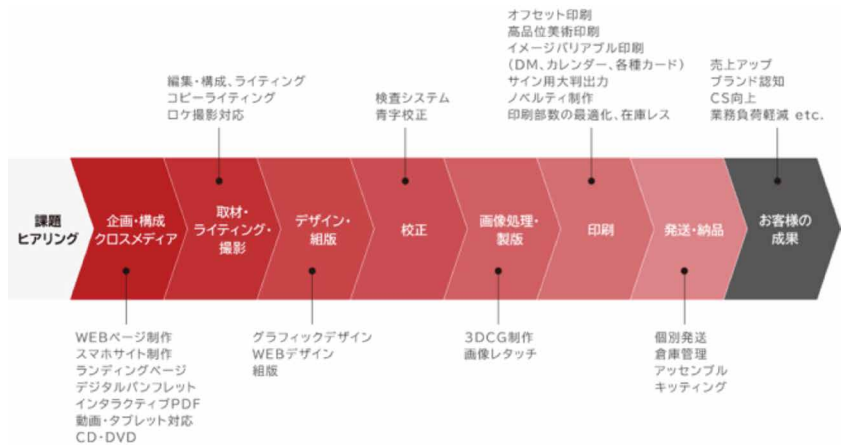 編集・構成、ライティング
コピーライティング
ロケ撮影対応
検査システム
青字校正
オフセット印刷
高品位美術印刷
イメージバリアブル印刷
（DM、カレンダー、各種カード）
サイン用大判出力
ノベルティ制作
印刷部数の最適化、在庫レス
売上アップ
ブランド認知
CS向上
業務負荷軽減 etc.
課題
ヒアリング
企画・構成
クロスメディア
取材・
ライティング・
撮影
デザイン・
組版
校正
画像処理・
製版
印刷
発送・納品
お客様の
成果
WEBページ制作
スマホサイト制作
ランディングページ
デジタルパンフレット
インタラクティブPDF
動画・タブレット対応
CD・DVD
グラフィックデザイン
WEBデザイン
組版
3DCG制作
画像レタッチ
個別発送
倉庫管理
アッセンブル
キッティング